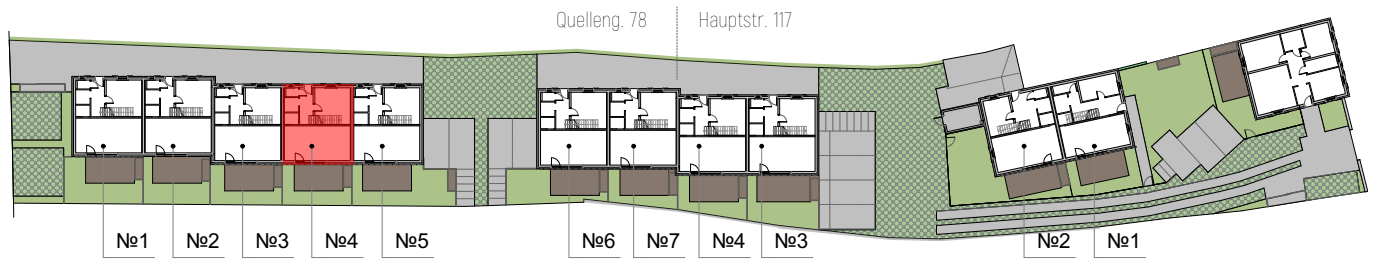 Quelleng. 78 Hauptstr. 117
№1 №2 №3 №4 №5 №6 №7 №4 №3 №2 №1